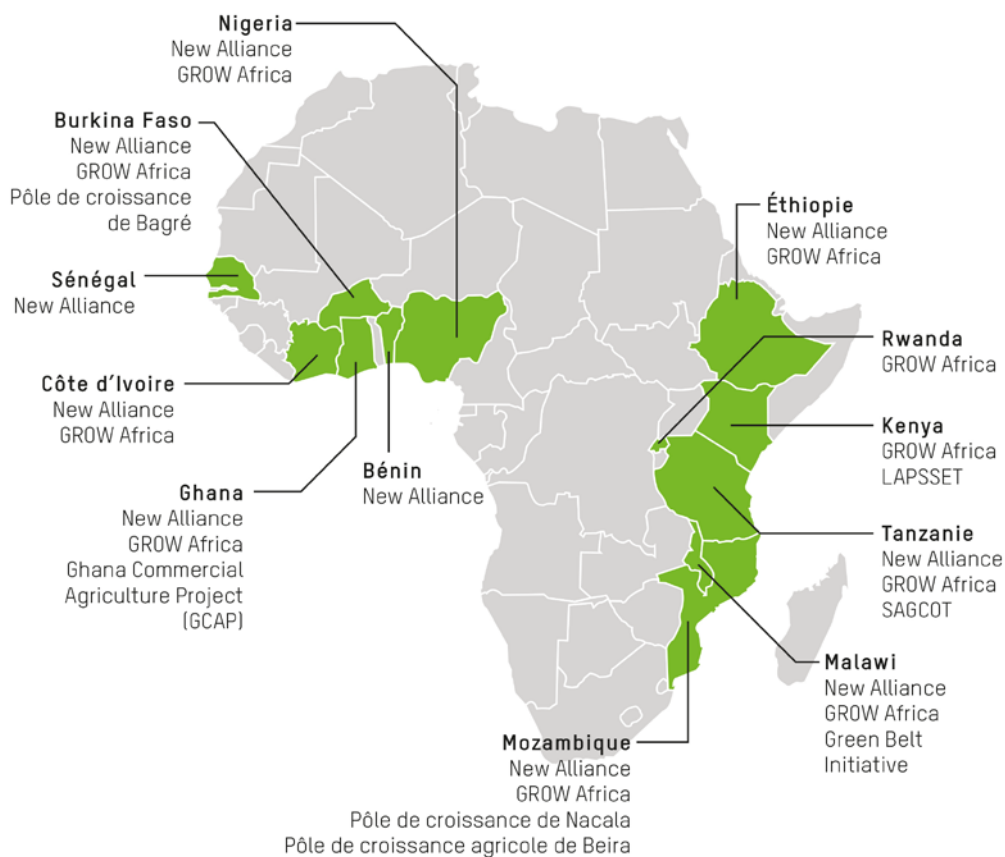 Nigeria
New Alliance
GROW Africa
Burkina Faso
New Alliance
GROW Africa
Pôle de croissance
de Bagré
Sénégal
New Alliance
Côte d'Ivoire
New Alliance
GROW Africa
Ghana
New Alliance
GROW Africa
Ghana Commercial
Agriculture Project
(GCAP)
Bénin
New Alliance
Éthiopie
New Alliance
GROW Africa
Rwanda
GROW Africa
Kenya
GROW Africa
LAPSSET
Tanzanie
New Alliance
GROW Africa
SAGCOT
Malawi
New Alliance
GROW Africa
Green Belt
Initiative
Mozambique
New Alliance
GROW Africa
Pôle de croissance de Nacala
Pôle de croissance agricole de Beira